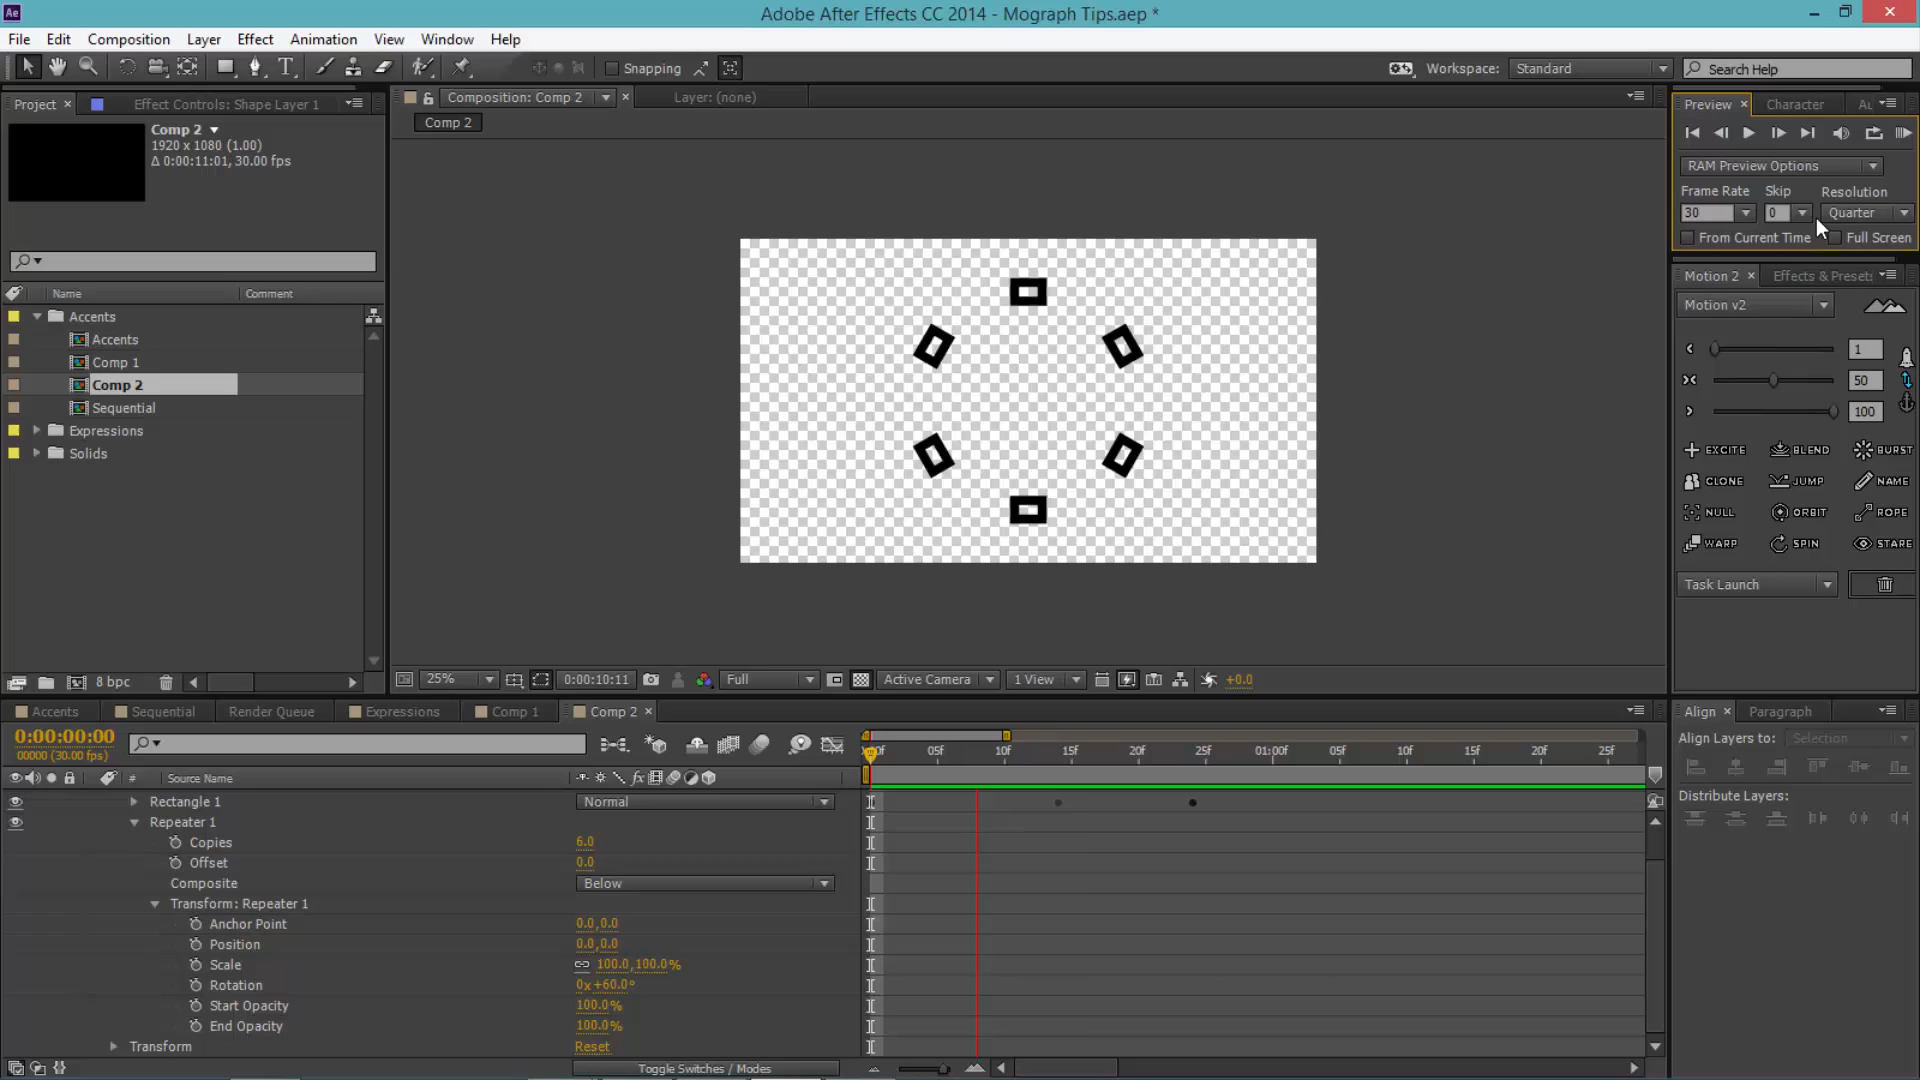 Ae
Adobe After Effects CC 2014 - Mograph Tips.aep *
File Edit Composition Layer Effect Animation View Window Help
Snapping
Workspace: Standard
Search Help
Project × Effect Controls: Shape Layer 1
Comp 2
1920 x 1080 (1.00)
Δ 0:00:11:01, 30.00 fps
Name Comment
Accents
Accents
Comp 1
Comp 2
Sequential
Expressions
Solids
8 bpc
Composition: Comp 2 × Layer: (none)
Comp 2
25% 0:00:10:11 Full Active Camera 1 View +0.0
Preview × Character Au
RAM Preview Options
Frame Rate Skip Resolution
30 0 Quarter
From Current Time Full Screen
Motion 2 × Effects & Presets
Motion v2
1
50
100
EXCITE BLEND BURST
CLONE JUMP NAME
NULL ORBIT ROPE
WARP SPIN STARE
Task Launch
Accents Sequential Render Queue Expressions Comp 1 Comp 2 ×
0:00:00:00
00000 (30.00 fps)
05f 10f 15f 20f 25f 01:00f 05f 10f 15f 20f 25f
# Source Name
Rectangle 1 Normal
Repeater 1
Copies 6.0
Offset 0.0
Composite Below
Transform: Repeater 1
Anchor Point 0.0,0.0
Position 0.0,0.0
Scale 100.0,100.0%
Rotation 0x+60.0°
Start Opacity 100.0%
End Opacity 100.0%
Transform Reset
Toggle Switches / Modes
Align × Paragraph
Align Layers to: Selection
Distribute Layers: